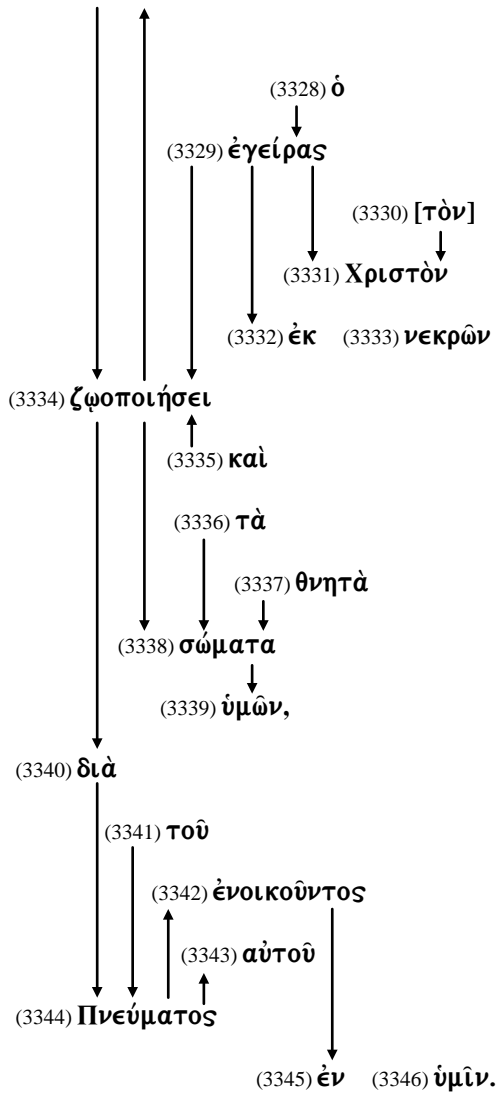 (3328) ὁ
(3329) ἐγείρας
(3330) [τὸν]
(3331) Χριστὸν
(3332) ἐκ (3333) νεκρῶν
(3334) ζῳοποιήσει
(3335) καὶ
(3336) τὰ
(3337) θνητὰ
(3338) σώματα
(3339) ὑμῶν,
(3340) διὰ
(3341) τοῦ
(3342) ἐνοικοῦντος
(3343) αὐτοῦ
(3344) Πνεύματος
(3345) ἐν (3346) ὑμῖν.